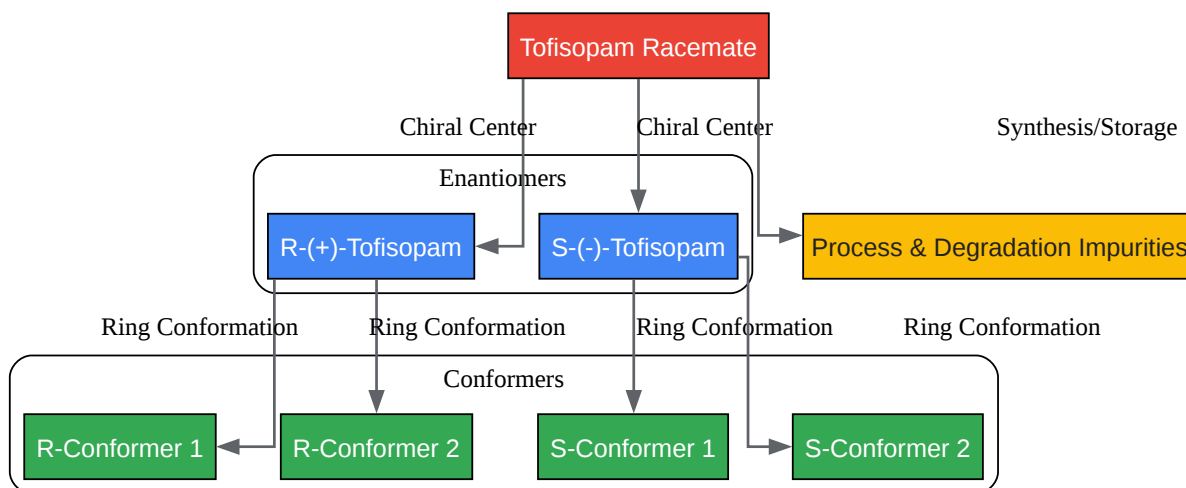 Tofisopam Racemate
Chiral Center
Chiral Center
Synthesis/Storage
Enantiomers
R-(+)-Tofisopam
S-(-)-Tofisopam
Process & Degradation Impurities
Ring Conformation
Ring Conformation
Ring Conformation
Ring Conformation
Conformers
R-Conformer 1
R-Conformer 2
S-Conformer 1
S-Conformer 2